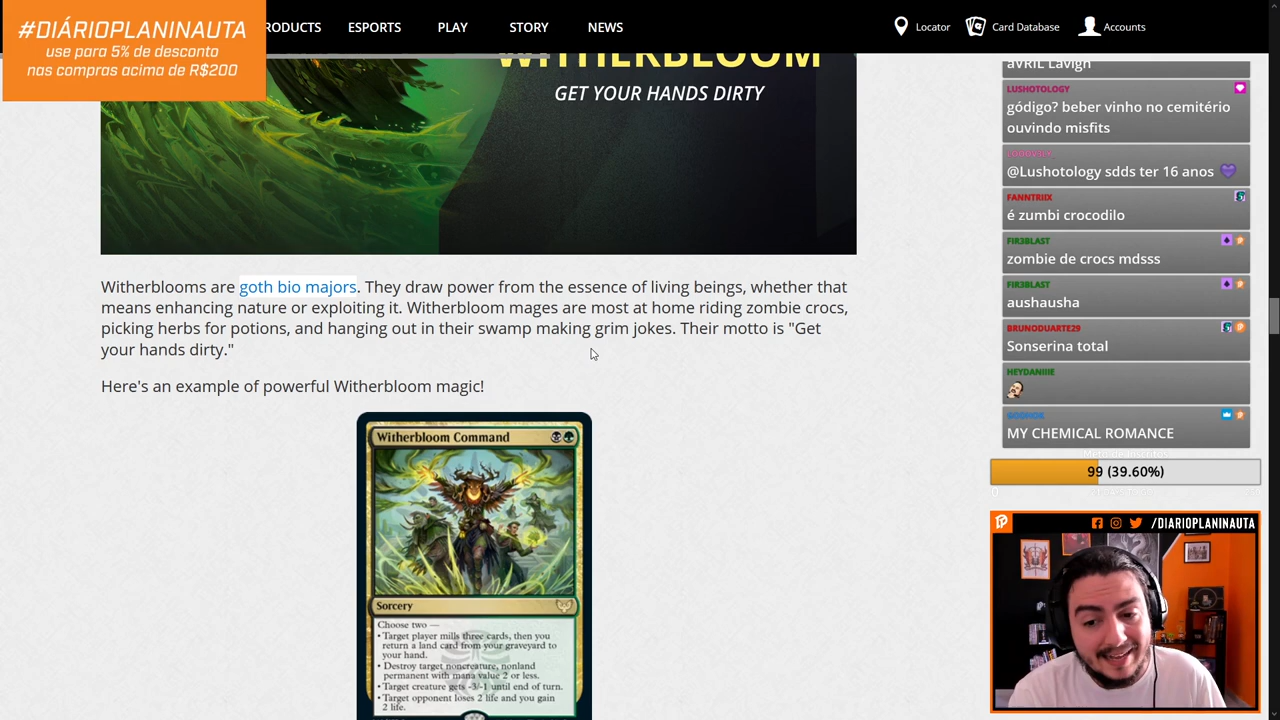 #DIÁRIOPLANINAUTA
use para 5% de desconto
nas compras acima de R$200
RODUCTS ESPORTS PLAY STORY NEWS
Locator Card Database Accounts
WITHERBLOOM
GET YOUR HANDS DIRTY
Witherblooms are goth bio majors. They draw power from the essence of living beings, whether that
means enhancing nature or exploiting it. Witherbloom mages are most at home riding zombie crocs,
picking herbs for potions, and hanging out in their swamp making grim jokes. Their motto is "Get
your hands dirty."
Here's an example of powerful Witherbloom magic!
Witherbloom Command
Sorcery
Choose two —
• Target player mills three cards, then you
return a land card from your graveyard to
your hand.
• Destroy target noncreature, nonland
permanent with mana value 2 or less.
• Target creature gets -3/-1 until end of turn.
• Target opponent loses 2 life and you gain
2 life.
aVRIL Lavign
LUSHOTOLOGY
gódigo? beber vinho no cemitério
ouvindo misfits
@Lushotology sdds ter 16 anos
FANNTRIIX
é zumbi crocodilo
FIR3BLAST
zombie de crocs mdsss
FIR3BLAST
aushausha
BRUNODUARTE29
Sonserina total
HEYDANIIIE
MY CHEMICAL ROMANCE
99 (39.60%)
/DIARIOPLANINAUTA